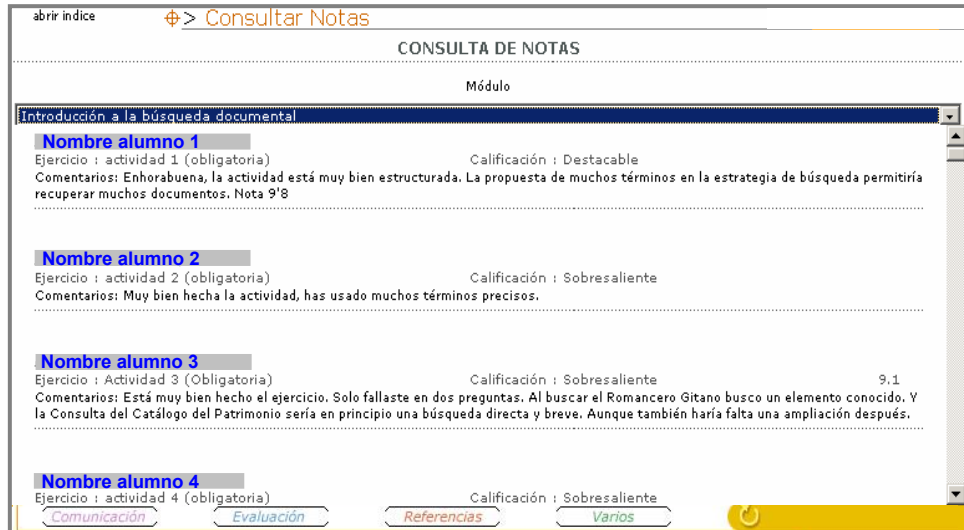 abrir indice
> Consultar Notas
CONSULTA DE NOTAS
Módulo
Introducción a la búsqueda documental
Nombre alumno 1
Ejercicio : actividad 1 (obligatoria) Calificación : Destacable
Comentarios: Enhorabuena, la actividad está muy bien estructurada. La propuesta de muchos términos en la estrategia de búsqueda permitiría
recuperar muchos documentos. Nota 9'8
Nombre alumno 2
Ejercicio : actividad 2 (obligatoria) Calificación : Sobresaliente
Comentarios: Muy bien hecha la actividad, has usado muchos términos precisos.
Nombre alumno 3
Ejercicio : Actividad 3 (Obligatoria) Calificación : Sobresaliente 9.1
Comentarios: Está muy bien hecho el ejercicio. Solo fallaste en dos preguntas. Al buscar el Romancero Gitano busco un elemento conocido. Y
la Consulta del Catálogo del Patrimonio sería en principio una búsqueda directa y breve. Aunque también haría falta una ampliación después.
Nombre alumno 4
Ejercicio : actividad 4 (obligatoria) Calificación : Sobresaliente
Comunicación Evaluación Referencias Varios